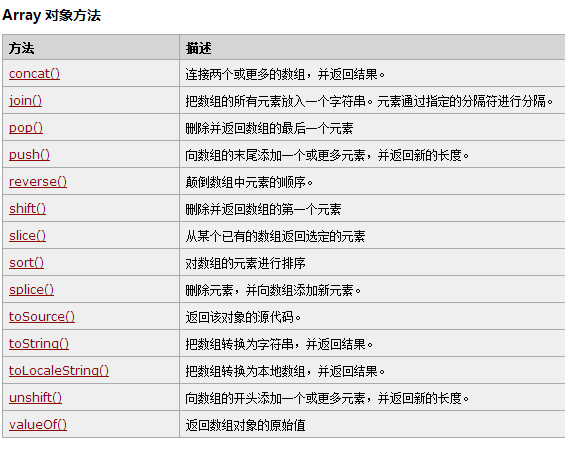 Array 对象方法
方法 描述
concat() 连接两个或更多的数组，并返回结果。
join() 把数组的所有元素放入一个字符串。元素通过指定的分隔符进行分隔。
pop() 删除并返回数组的最后一个元素
push() 向数组的末尾添加一个或更多元素，并返回新的长度。
reverse() 颠倒数组中元素的顺序。
shift() 删除并返回数组的第一个元素
slice() 从某个已有的数组返回选定的元素
sort() 对数组的元素进行排序
splice() 删除元素，并向数组添加新元素。
toSource() 返回该对象的源代码。
toString() 把数组转换为字符串，并返回结果。
toLocaleString() 把数组转换为本地数组，并返回结果。
unshift() 向数组的开头添加一个或更多元素，并返回新的长度。
valueOf() 返回数组对象的原始值